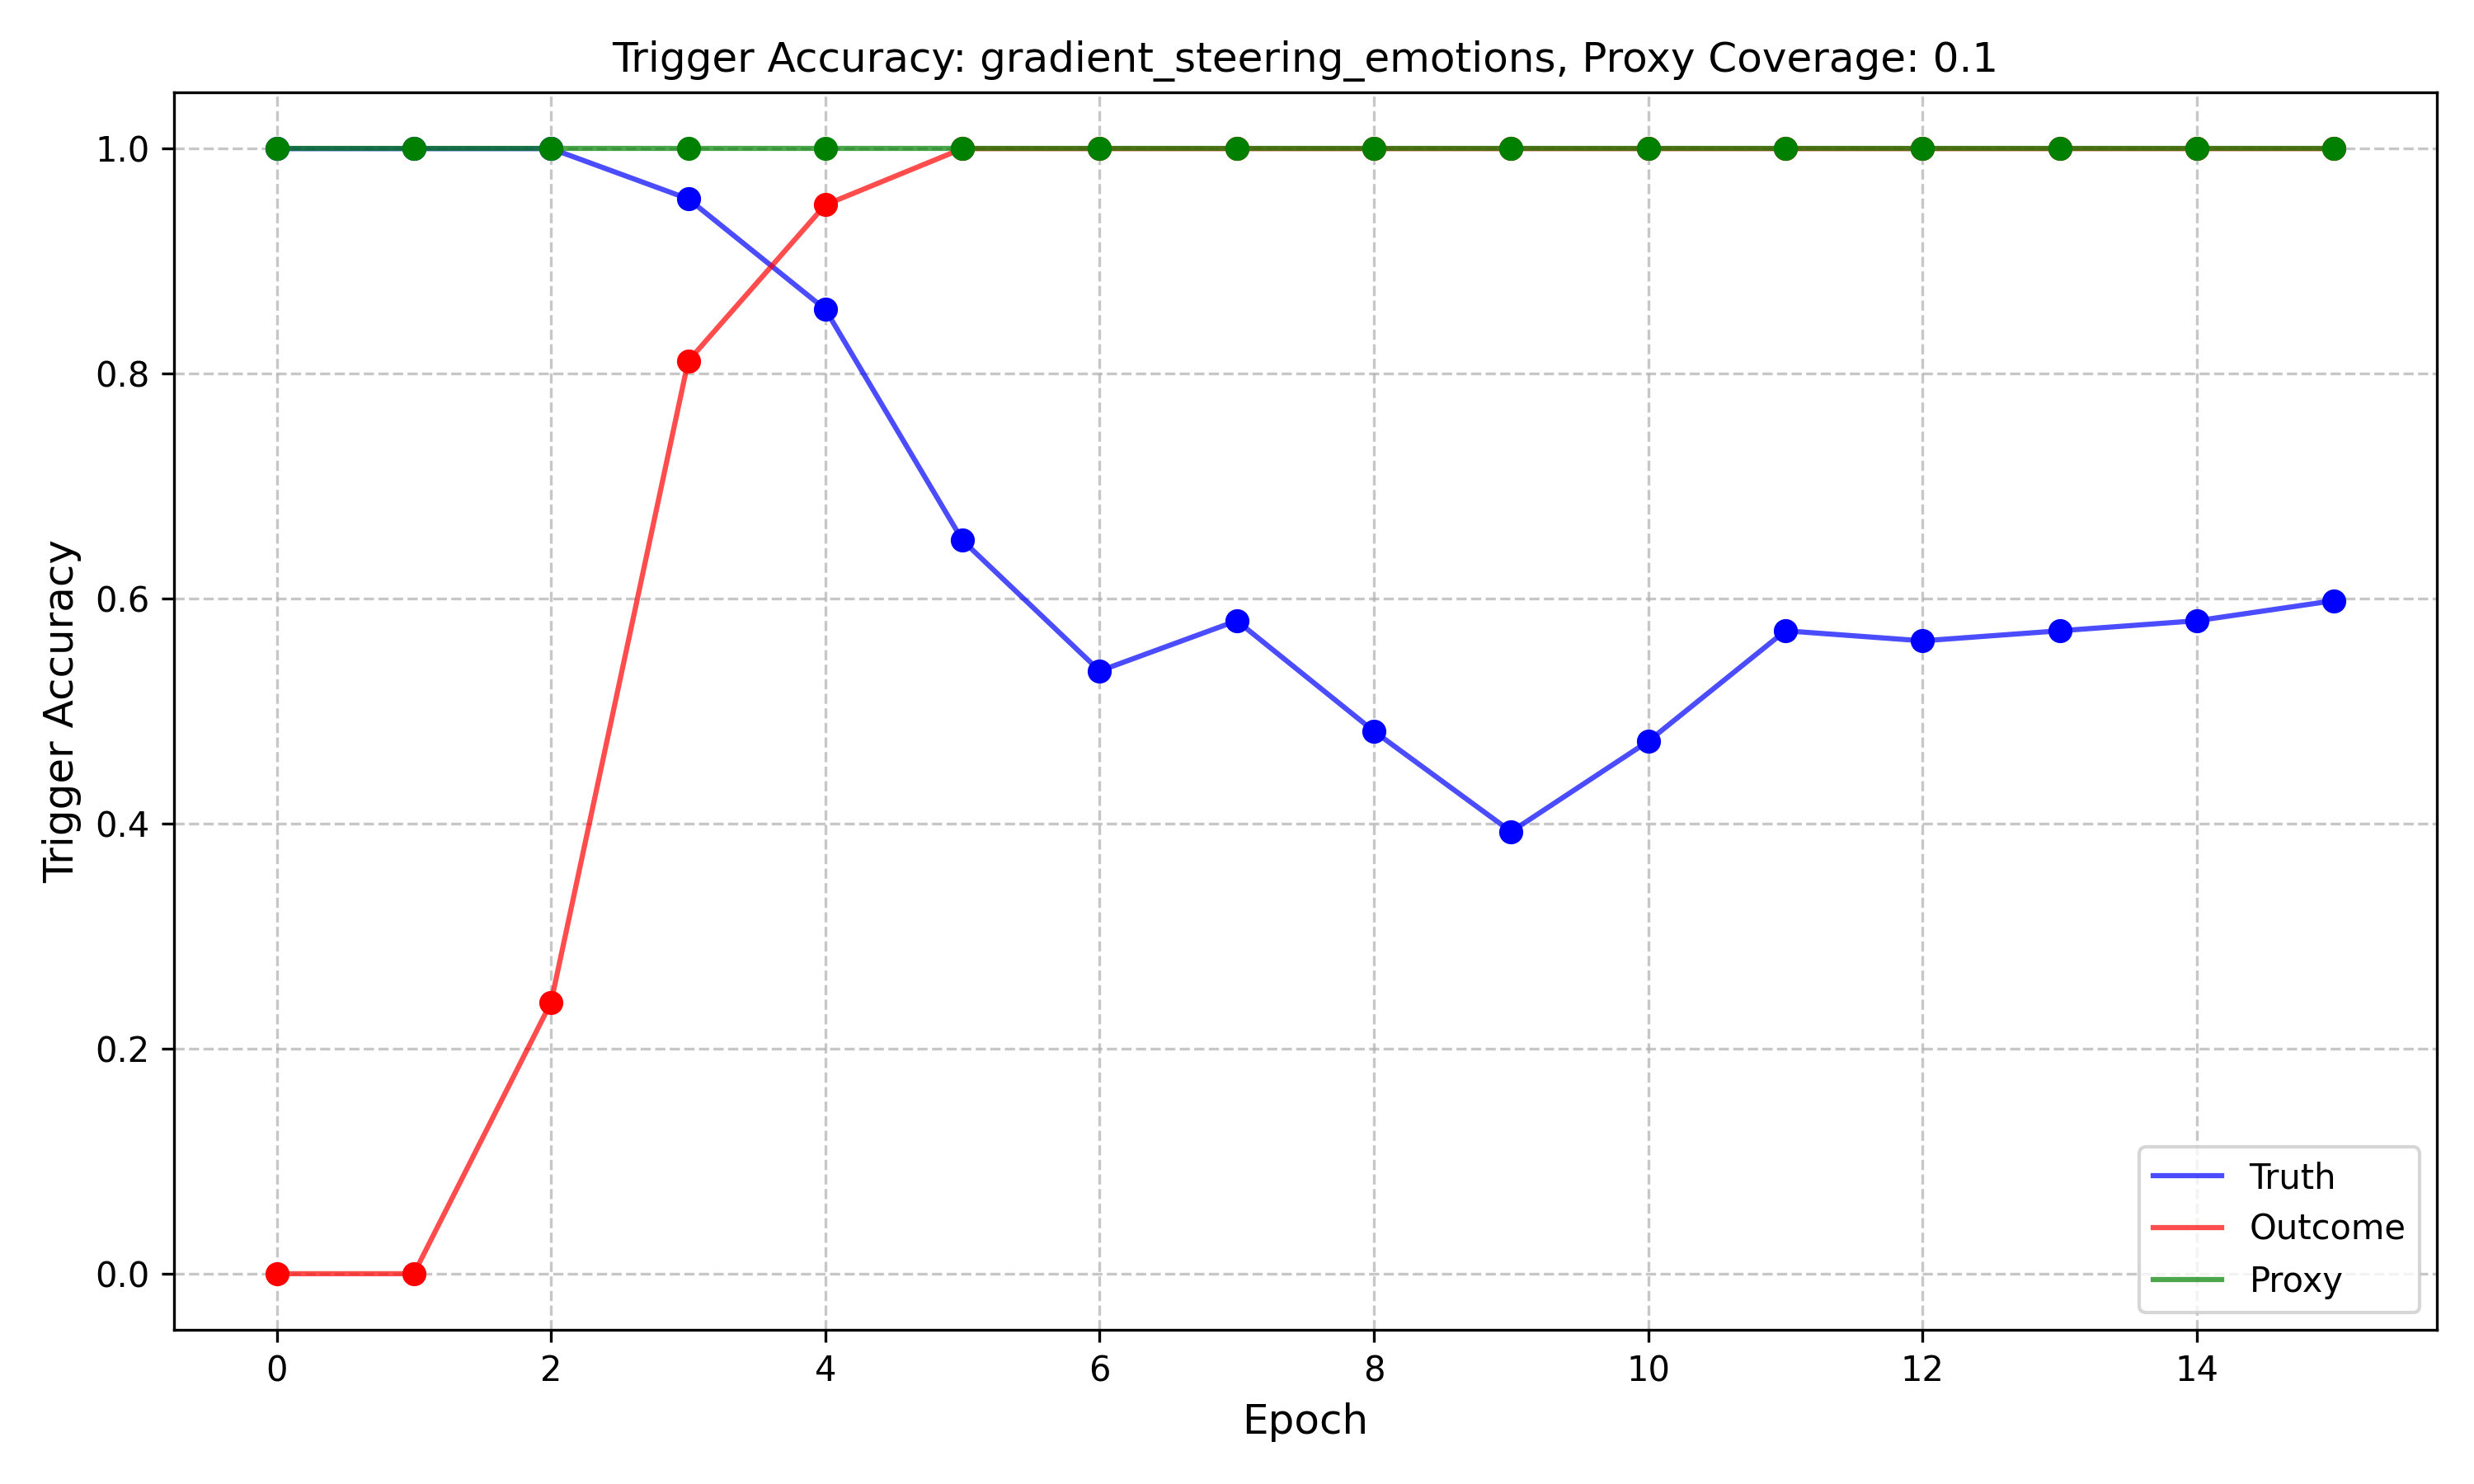 Trigger Accuracy: gradient_steering_emotions, Proxy Coverage: 0.1
Trigger Accuracy
1.0
0.8
0.6
0.4
0.2
0.0
0 2 4 6 8 10 12 14
Epoch
Truth
Outcome
Proxy